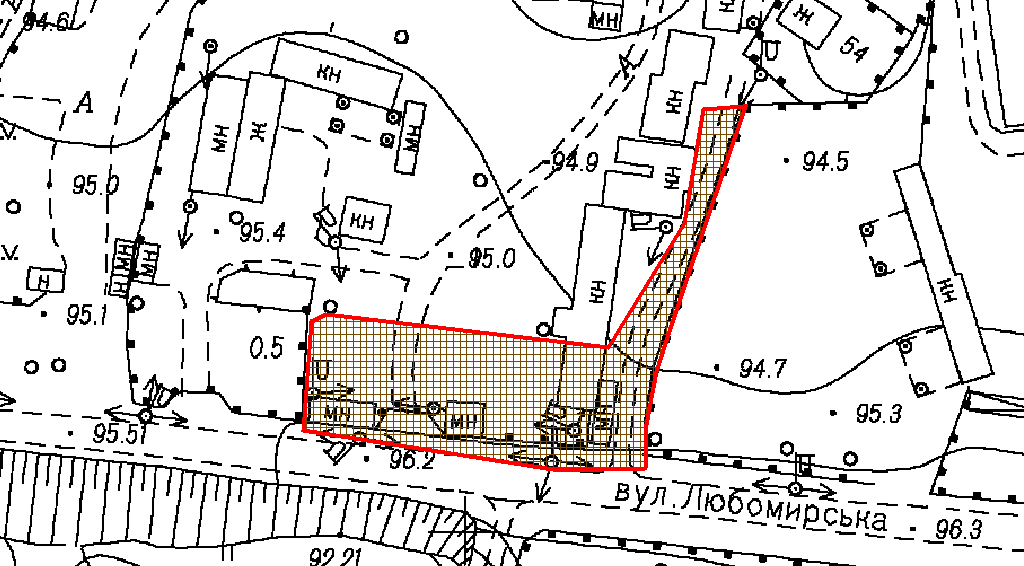 94.6
МН
Ж
54
А
КН
А
КН
МН
Ж
МН
94.9
94.5
95.0
КН
КН
95.4
95.0
МН
МН
Н
КН
КН
95.1
0.5
94.7
МН
МН
МН
95.3
95.51
96.2
вул. Любомирська
96.3
92.21